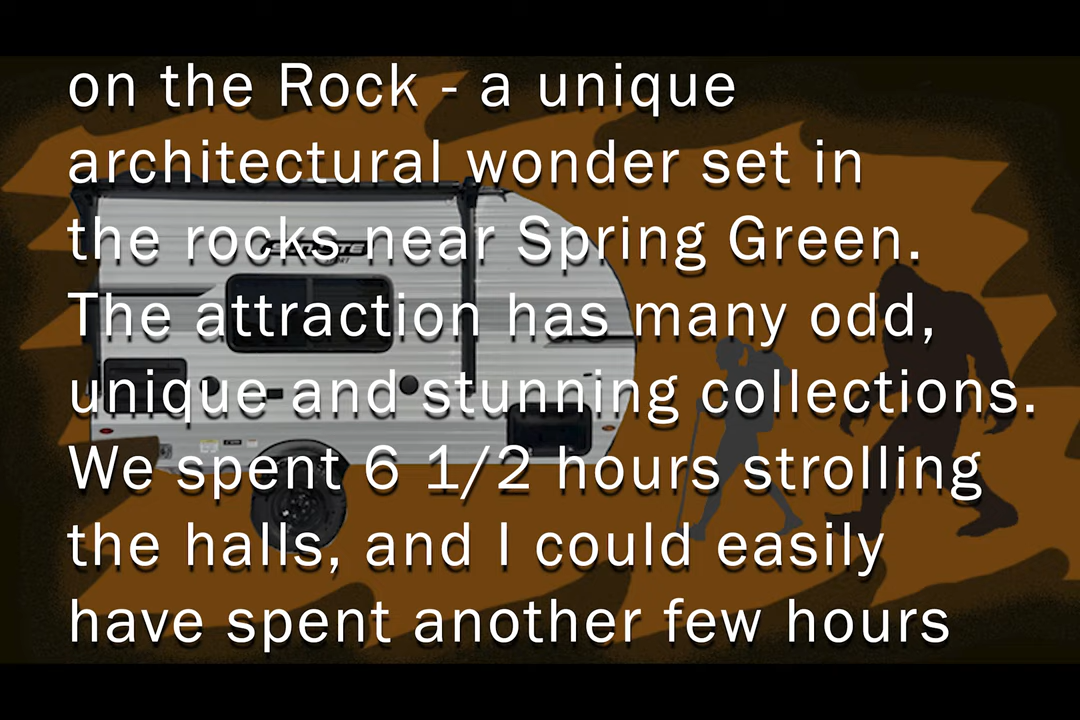 on the Rock - a unique
architectural wonder set in
the rocks near Spring Green.
The attraction has many odd,
unique and stunning collections.
We spent 6 1/2 hours strolling
the halls, and I could easily
have spent another few hours